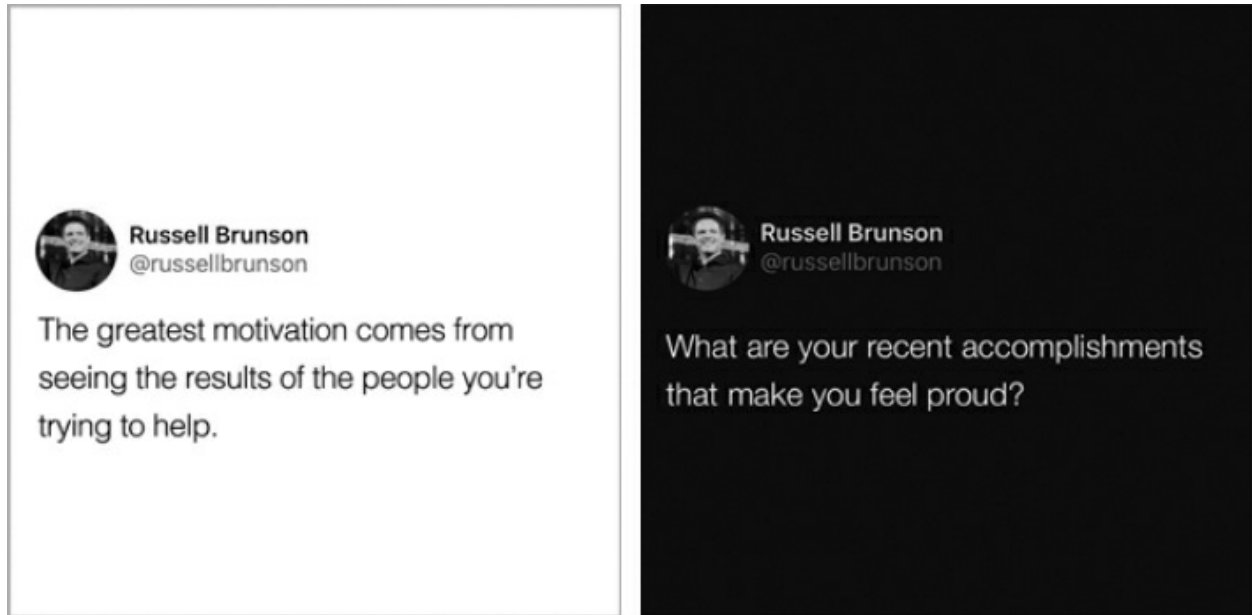 Russell Brunson
@russellbrunson
The greatest motivation comes from
seeing the results of the people you're
trying to help.
Russell Brunson
@russellbrunson
What are your recent accomplishments
that make you feel proud?